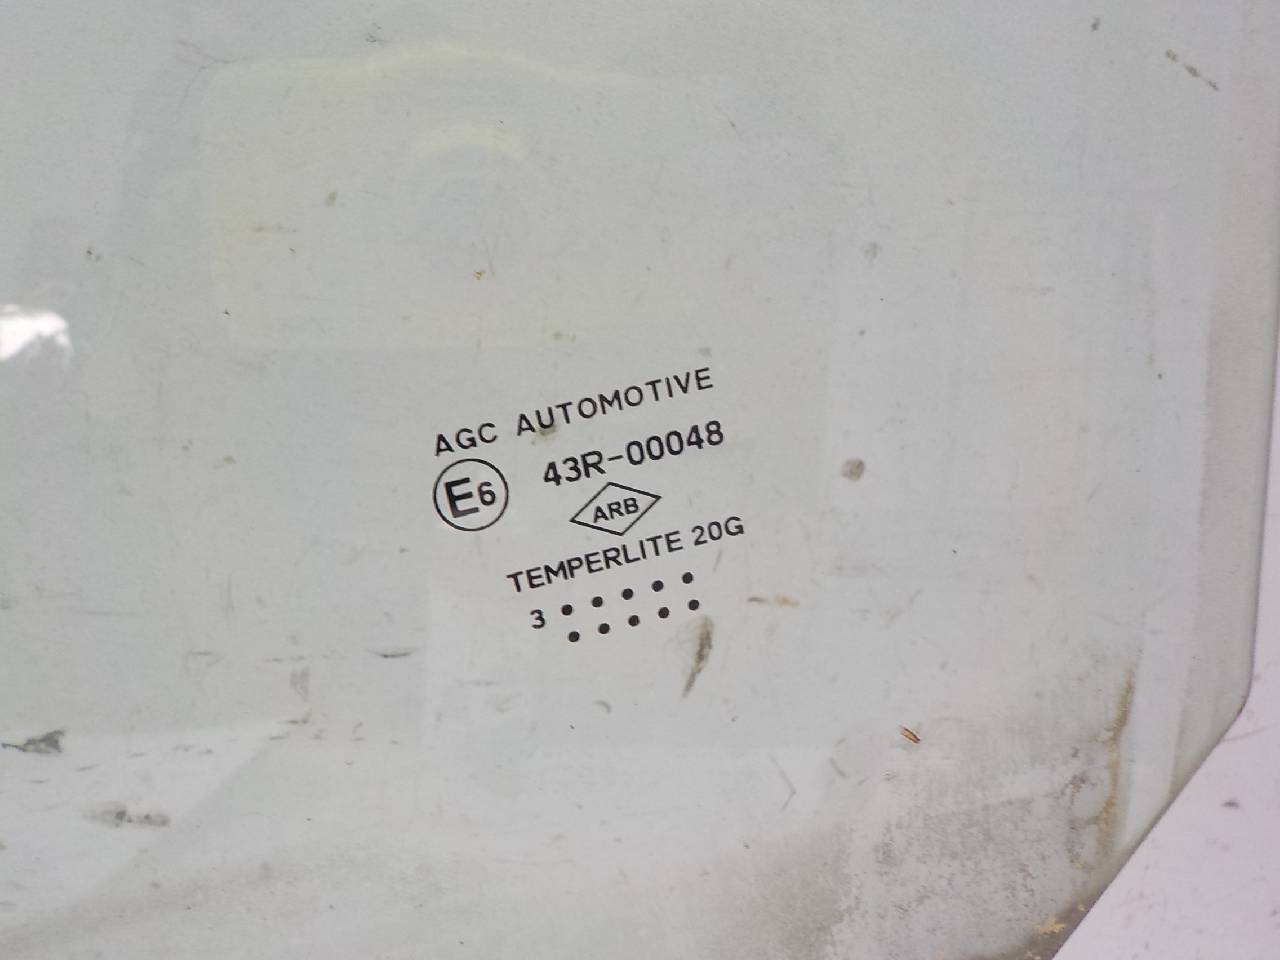 AGC AUTOMOTIVE
E6 43R-00048
ARB
TEMPERLITE 20G
3